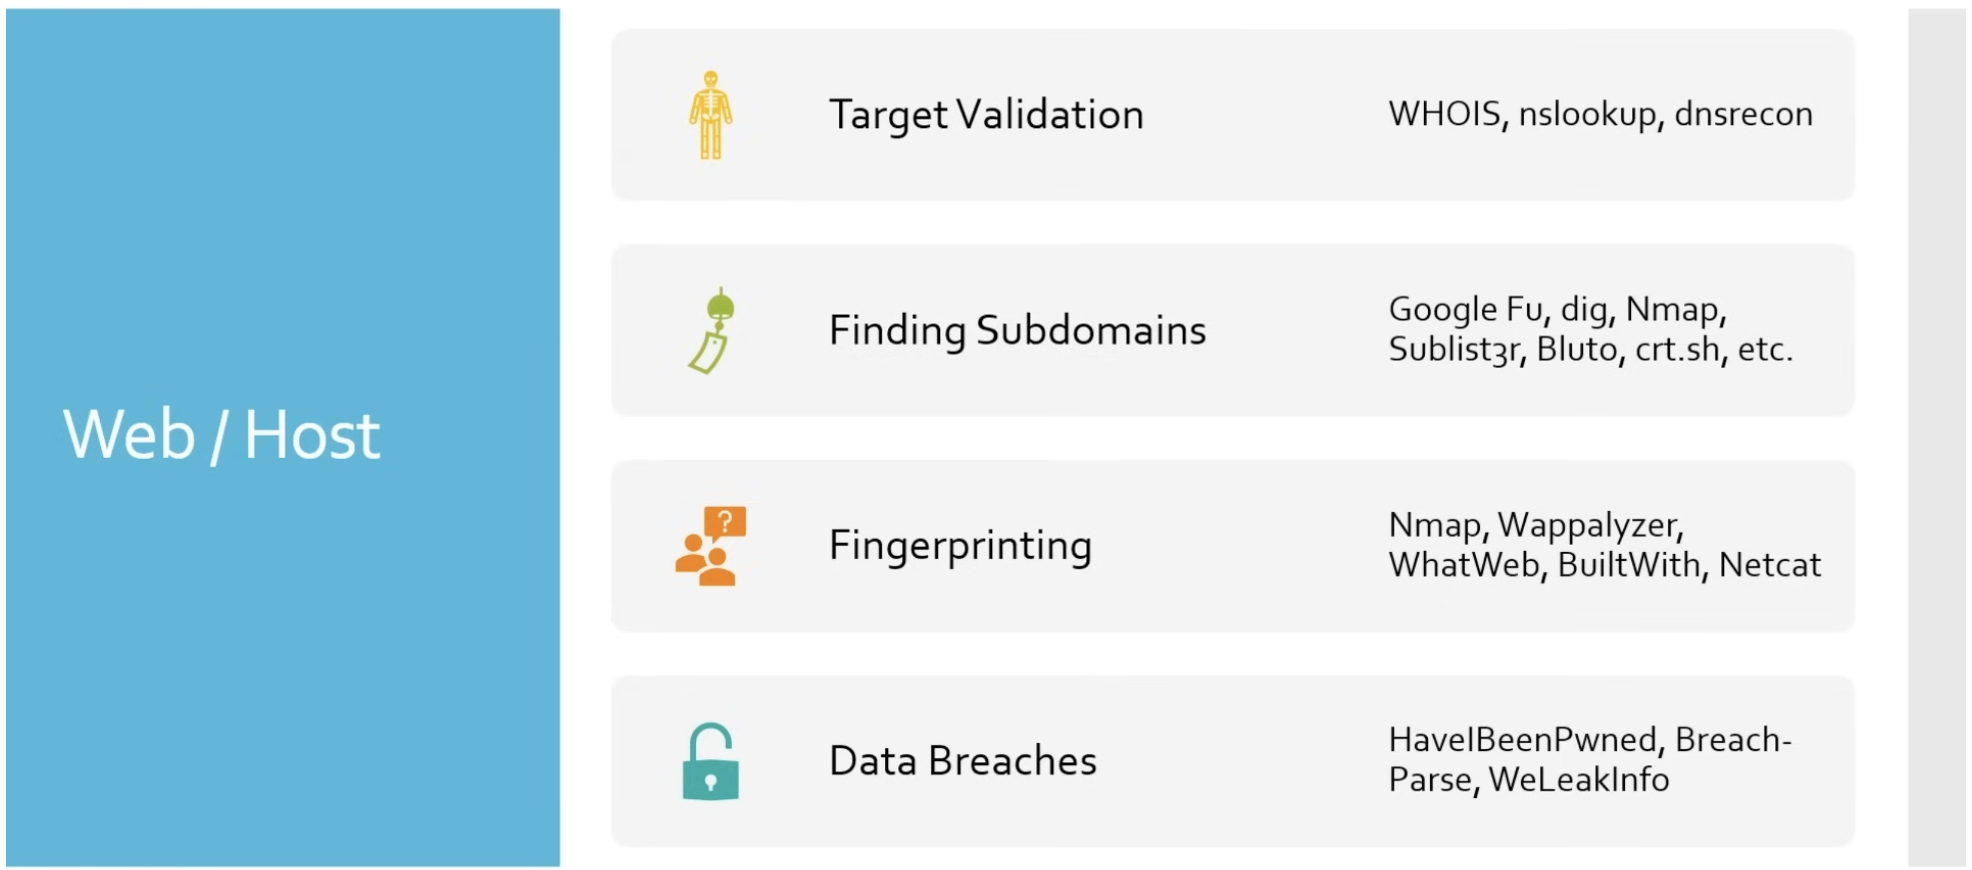 Web / Host
Target Validation
WHOIS, nslookup, dnsrecon
Finding Subdomains
Google Fu, dig, Nmap,
Sublist3r, Bluto, crt.sh, etc.
?
Fingerprinting
Nmap, Wappalyzer,
WhatWeb, BuiltWith, Netcat
Data Breaches
HaveIBeenPwned, Breach-
Parse, WeLeakInfo